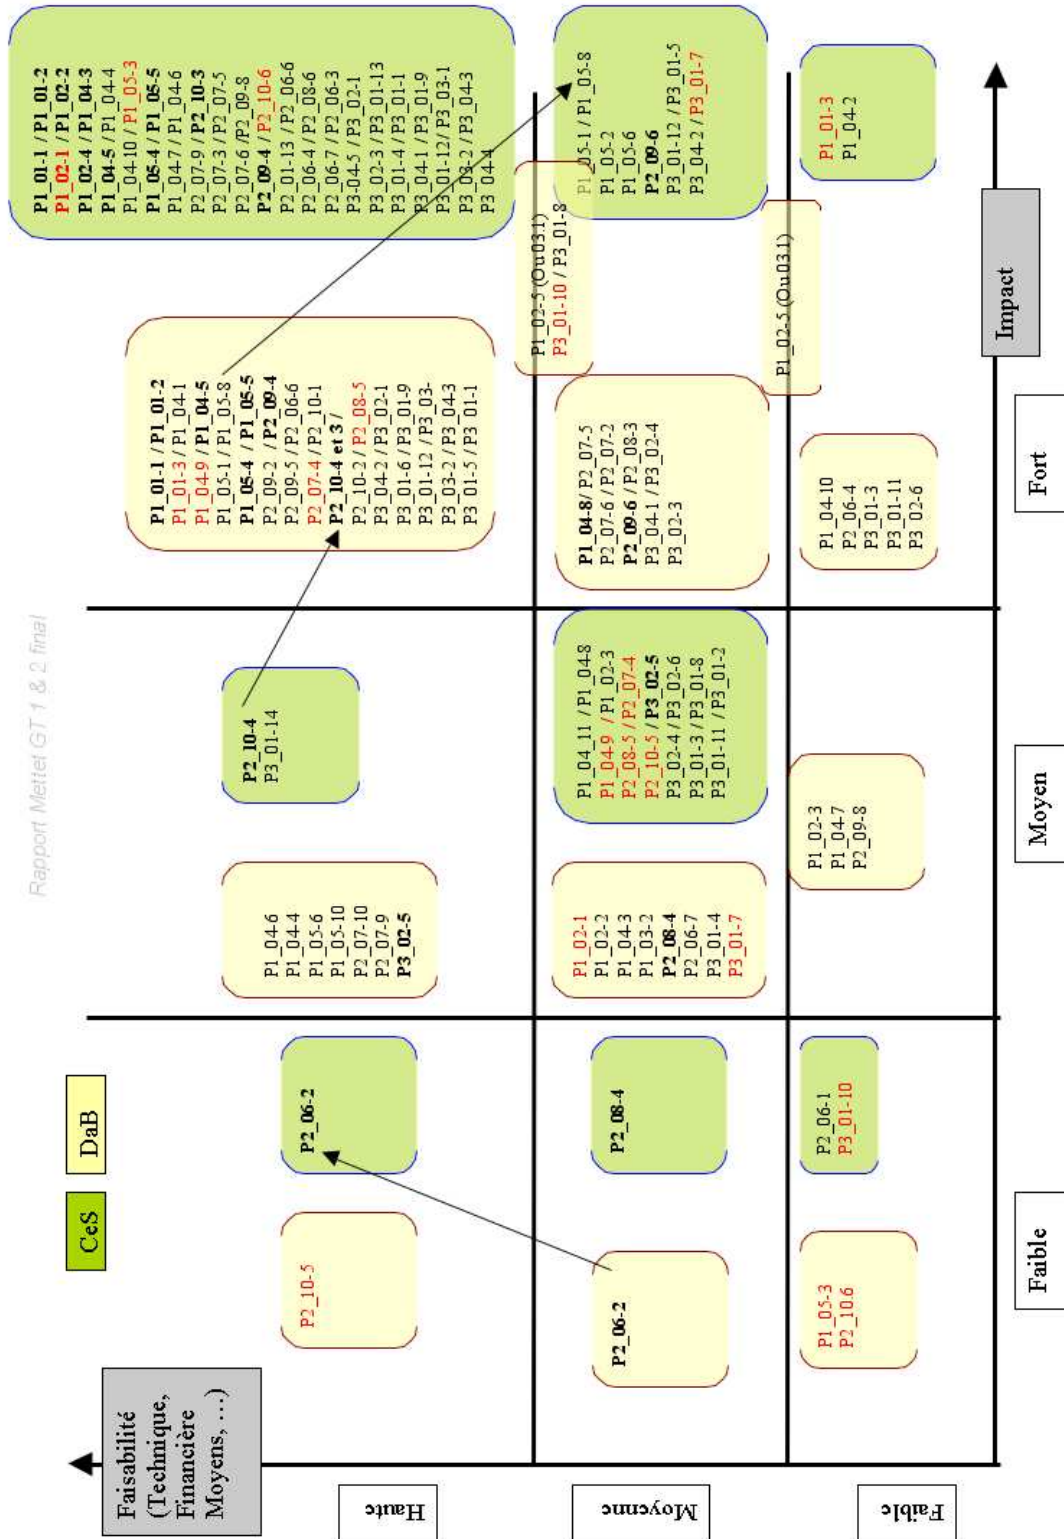 Rapport Mettet GT 1 & 2 final
CeS
DaB
Faisabilité
(Technique,
Financière
Moyens, …)
Haute
P2_10-5
P2_06-2
P1_04-6
P1_04-4
P1_05-6
P1_05-10
P2_07-10
P2_07-9
P3_02-5
P2_10-4
P3_01-14
P1_01-1 / P1_01-2
P1_01-3 / P1_04-1
P1_04-9 / P1_04-5
P1_05-1 / P1_05-8
P1_05-4 / P1_05-5
P2_09-2 / P2_09-4
P2_09-5 / P2_06-6
P2_07-4 / P2_10-1
P2_10-4 et 3 /
P2_10-2 / P2_08-5
P3_04-2 / P3_02-1
P3_01-6 / P3_01-9
P3_01-12 / P3_03-
P3_03-2 / P3_04-3
P3_01-5 / P3_01-1
P1_01-1 / P1_01-2
P1_02-1 / P1_02-2
P1_02-4 / P1_04-3
P1_04-5 / P1_04-4
P1_04-10 / P1_05-3
P1_05-4 / P1_05-5
P1_04-7 / P1_04-6
P2_07-9 / P2_10-3
P2_07-3 / P2_07-5
P2_07-6 /P2_09-8
P2_09-4 / P2_10-6
P2_01-13 / P2_06-6
P2_06-4 / P2_08-6
P2_06-7 / P2_06-3
P3-04-5 / P3_02-1
P3_02-3 / P3_01-13
P3_01-4 / P3_01-1
P3_04-1 / P3_01-9
P3_01-12/ P3_03-1
P3_03-2 / P3_04-3
P3_04-4
P1_02-5 (Ou 03.1)
P3_01-10 / P3_01-8
Moyenne
P2_06-2
P2_08-4
P1_02-1
P1_02-2
P1_04-3
P1_03-2
P2_08-4
P2_06-7
P3_01-4
P3_01-7
P1_04_11 / P1_04-8
P1_04-9 / P1_02-3
P2_08-5 / P2_07-4
P2_10-5 / P3_02-5
P3_02-4 / P3_02-6
P3_01-3 / P3_01-8
P3_01-11 / P3_01-2
P1_04-8/ P2_07-5
P2_07-6 / P2_07-2
P2_09-6 / P2_08-3
P3_04-1 / P3_02-4
P3_02-3
P1_05-1 / P1_05-8
P1_05-2
P1_05-6
P2_09-6
P3_01-12 / P3_01-5
P3_04-2 / P3_01-7
P1_02-5 (Ou 03.1)
Faible
P1_05-3
P2_10.6
P2_06-1
P3_01-10
P1_02-3
P1_04-7
P2_09-8
P1_04-10
P2_06-4
P3_01-3
P3_01-11
P3_02-6
P1_01-3
P1_04-2
Impact
Faible
Moyen
Fort